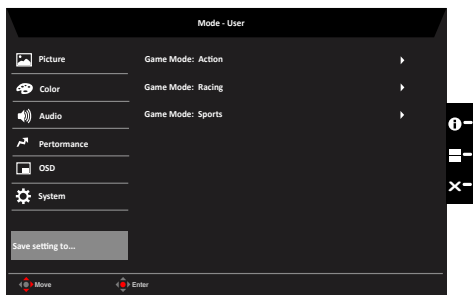 Mode - User
Picture
Game Mode: Action
Color
Game Mode: Racing
Audio
Game Mode: Sports
Pertormance
OSD
System
Save setting to...
Move
Enter